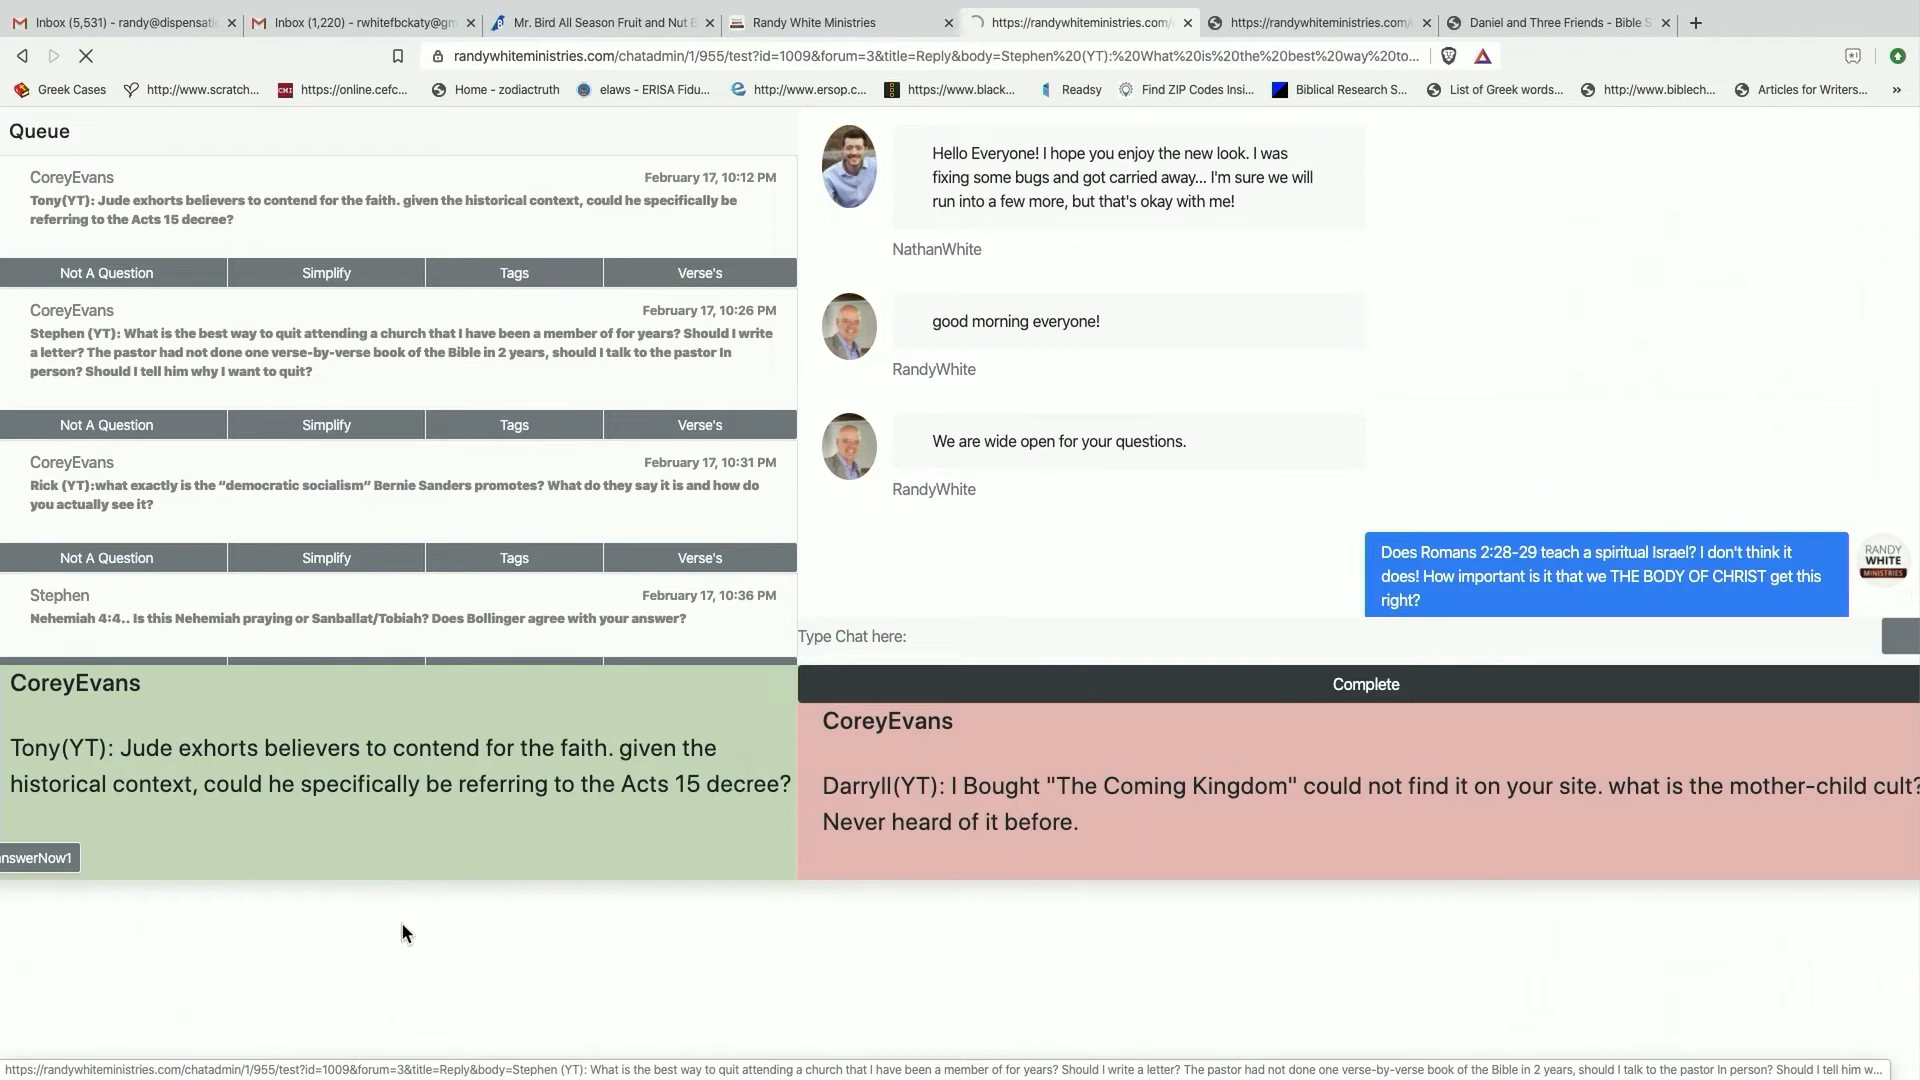 Inbox (5,531) - randy@dispensati
Inbox (1,220) - rwhitefbckaty@gm
Mr. Bird All Season Fruit and Nut B
Randy White Ministries
https://randywhiteministries.com/
https://randywhiteministries.com/
Daniel and Three Friends - Bible S
randywhiteministries.com/chatadmin/1/955/test?id=1009&forum=3&title=Reply&body=Stephen%20(YT):%20What%20is%20the%20best%20way%20to...
Greek Cases
http://www.scratch...
CMI
https://online.cefc...
Home - zodiactruth
elaws - ERISA Fidu...
http://www.ersop.c...
https://www.black...
Readsy
Find ZIP Codes Insi...
Biblical Research S...
List of Greek words...
http://www.biblech...
Articles for Writers...
»
Queue
CoreyEvans
February 17, 10:12 PM
Tony(YT): Jude exhorts believers to contend for the faith. given the historical context, could he specifically be
referring to the Acts 15 decree?
Not A Question
Simplify
Tags
Verse's
CoreyEvans
February 17, 10:26 PM
Stephen (YT): What is the best way to quit attending a church that I have been a member of for years? Should I write
a letter? The pastor had not done one verse-by-verse book of the Bible in 2 years, should I talk to the pastor In
person? Should I tell him why I want to quit?
Not A Question
Simplify
Tags
Verse's
CoreyEvans
February 17, 10:31 PM
Rick (YT):what exactly is the “democratic socialism” Bernie Sanders promotes? What do they say it is and how do
you actually see it?
Not A Question
Simplify
Tags
Verse's
Stephen
February 17, 10:36 PM
Nehemiah 4:4.. Is this Nehemiah praying or Sanballat/Tobiah? Does Bollinger agree with your answer?
Hello Everyone! I hope you enjoy the new look. I was
fixing some bugs and got carried away... I'm sure we will
run into a few more, but that's okay with me!
NathanWhite
good morning everyone!
RandyWhite
We are wide open for your questions.
RandyWhite
Does Romans 2:28-29 teach a spiritual Israel? I don't think it
does! How important is it that we THE BODY OF CHRIST get this
right?
RANDY
WHITE
MINISTRIES
Type Chat here:
CoreyEvans
Tony(YT): Jude exhorts believers to contend for the faith. given the
historical context, could he specifically be referring to the Acts 15 decree?
nswerNow1
Complete
CoreyEvans
Darryll(YT): I Bought "The Coming Kingdom" could not find it on your site. what is the mother-child cult?
Never heard of it before.
https://randywhiteministries.com/chatadmin/1/955/test?id=1009&forum=3&title=Reply&body=Stephen (YT): What is the best way to quit attending a church that I have been a member of for years? Should I write a letter? The pastor had not done one verse-by-verse book of the Bible in 2 years, should I talk to the pastor In person? Should I tell him w...